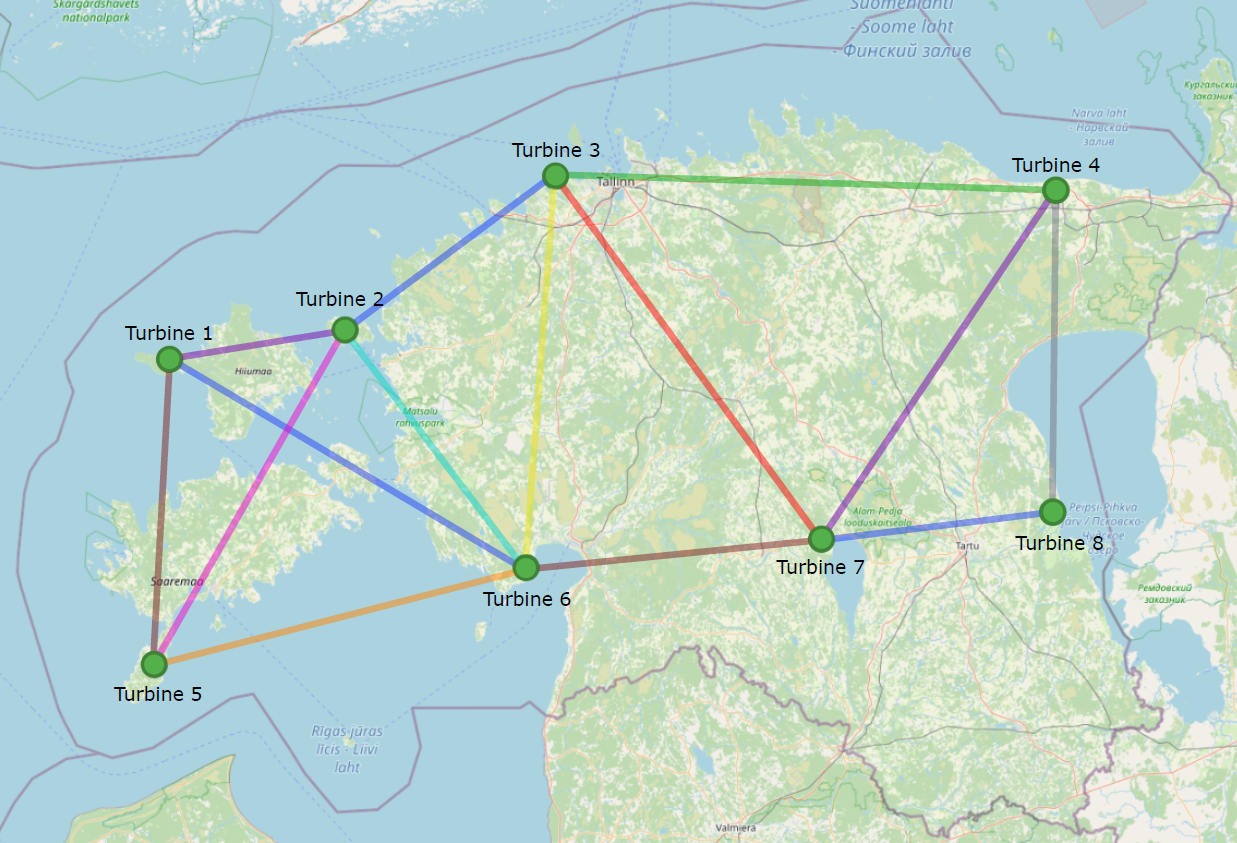 Skärgårdshavets
nationalpark
Suomenlahti
- Soome laht
- Финский залив
Кургальский
заказник
Narva laht
- Нарвский
залив
Turbine 3
Turbine 4
Tallinn
Turbine 2
Turbine 1
Hiiumaa
Matsalu
rahvuspark
Peipsi-Pihkva
järv / Псковско-
Чудское
озеро
Alam-Pedja
looduskaitseala
Tartu
Turbine 8
Turbine 7
Saaremaa
Turbine 6
Ремдовский
заказник
Turbine 5
Rīgas jūras
līcis - Liivi
laht
Valmiera